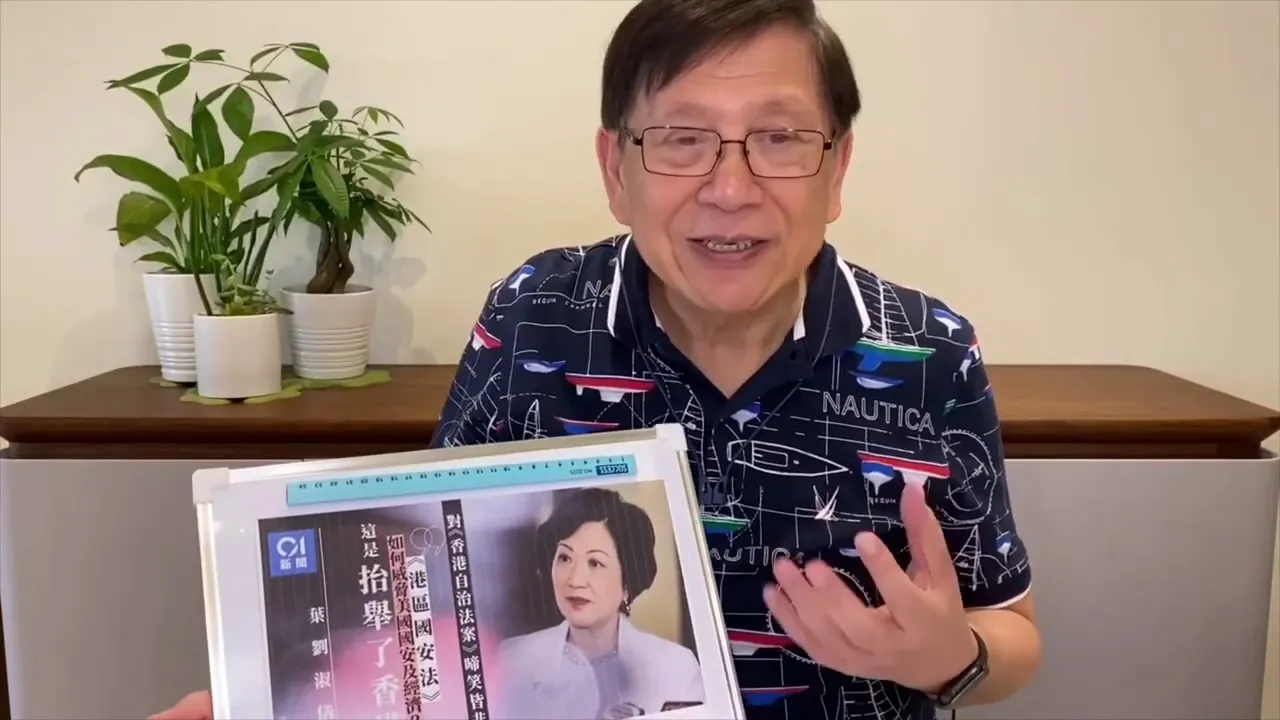 NAUTICA
SUCCESS
NO.2225
01
新聞
對《香港自治法案》啼笑皆非
《港區國安法》
如何威脅美國國安及經濟
這是
抬舉了香港
葉劉淑儀